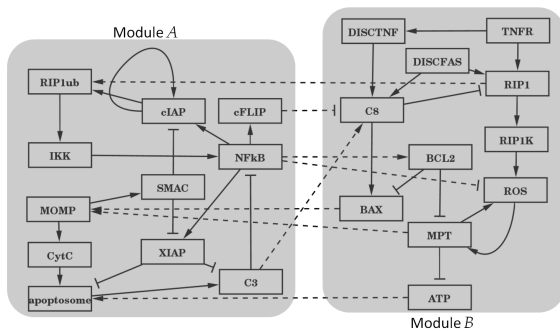 Module A
DISCTNF
TNFR
DISCFAS
RIP1ub
RIP1
cIAP
cFLIP
C8
RIP1K
IKK
NFkB
BCL2
SMAC
ROS
MOMP
BAX
MPT
CytC
XIAP
C3
apoptosome
ATP
Module B